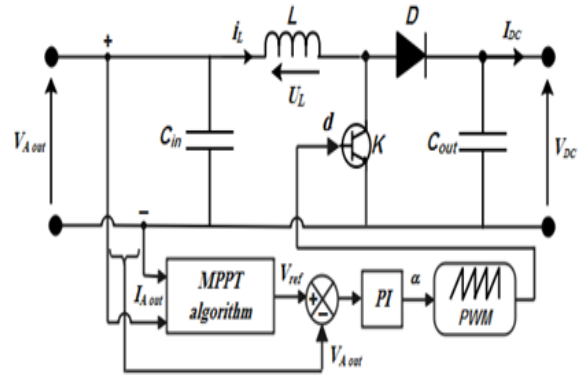 L
D
i_L
I_DC
+
U_L
V_A out
C_in
d
K
C_out
V_DC
−
I_A out
MPPT
algorithm
V_ref
+
−
PI
α
PWM
V_A out